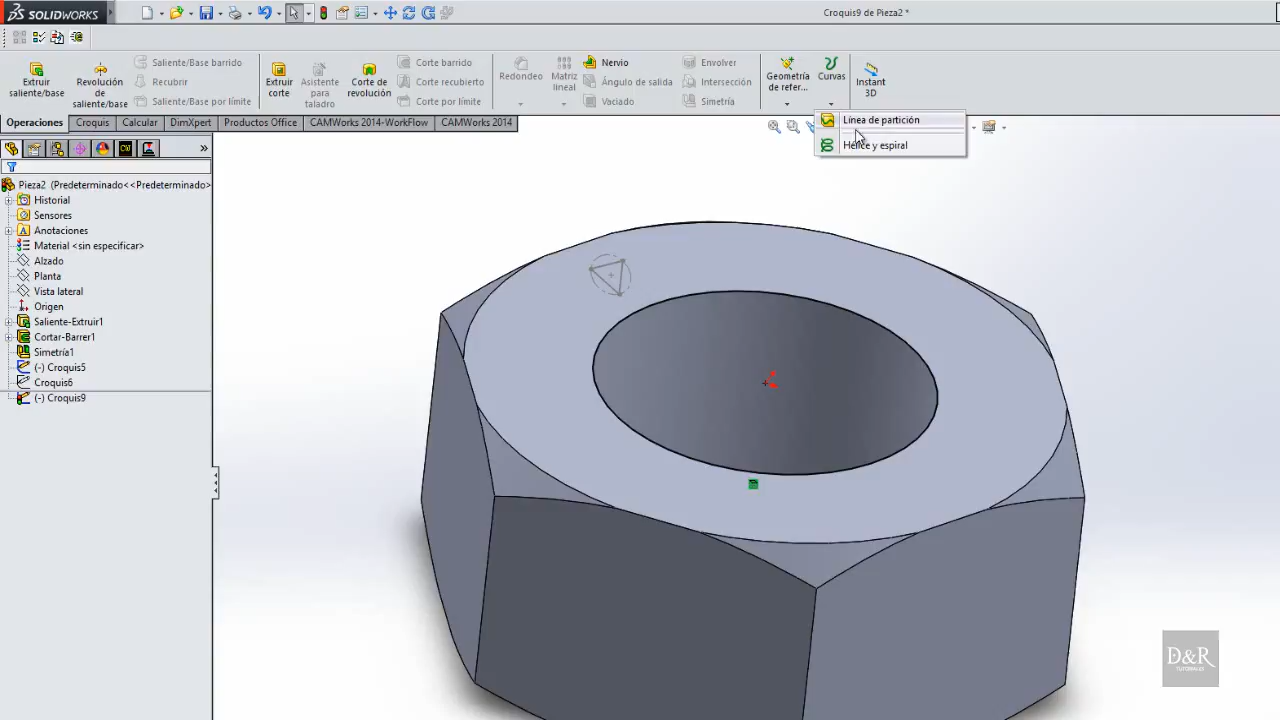 SOLIDWORKS
Croquis9 de Pieza2 *
Extruir saliente/base
Revolución de saliente/base
Saliente/Base barrido
Recubrir
Saliente/Base por límite
Extruir corte
Asistente para taladro
Corte de revolución
Corte barrido
Corte recubierto
Corte por límite
Redondeo
Matriz lineal
Nervio
Ángulo de salida
Vaciado
Envolver
Intersección
Simetría
Geometría de refer...
Curvas
Instant 3D
Línea de partición
Hélice y espiral
Operaciones
Croquis
Calcular
DimXpert
Productos Office
CAMWorks 2014-WorkFlow
CAMWorks 2014
Pieza2 (Predeterminado<<Predeterminado>
Historial
Sensores
Anotaciones
Material <sin especificar>
Alzado
Planta
Vista lateral
Origen
Saliente-Extruir1
Cortar-Barrer1
Simetría1
(-) Croquis5
Croquis6
(-) Croquis9
D&R
TUTORIALES